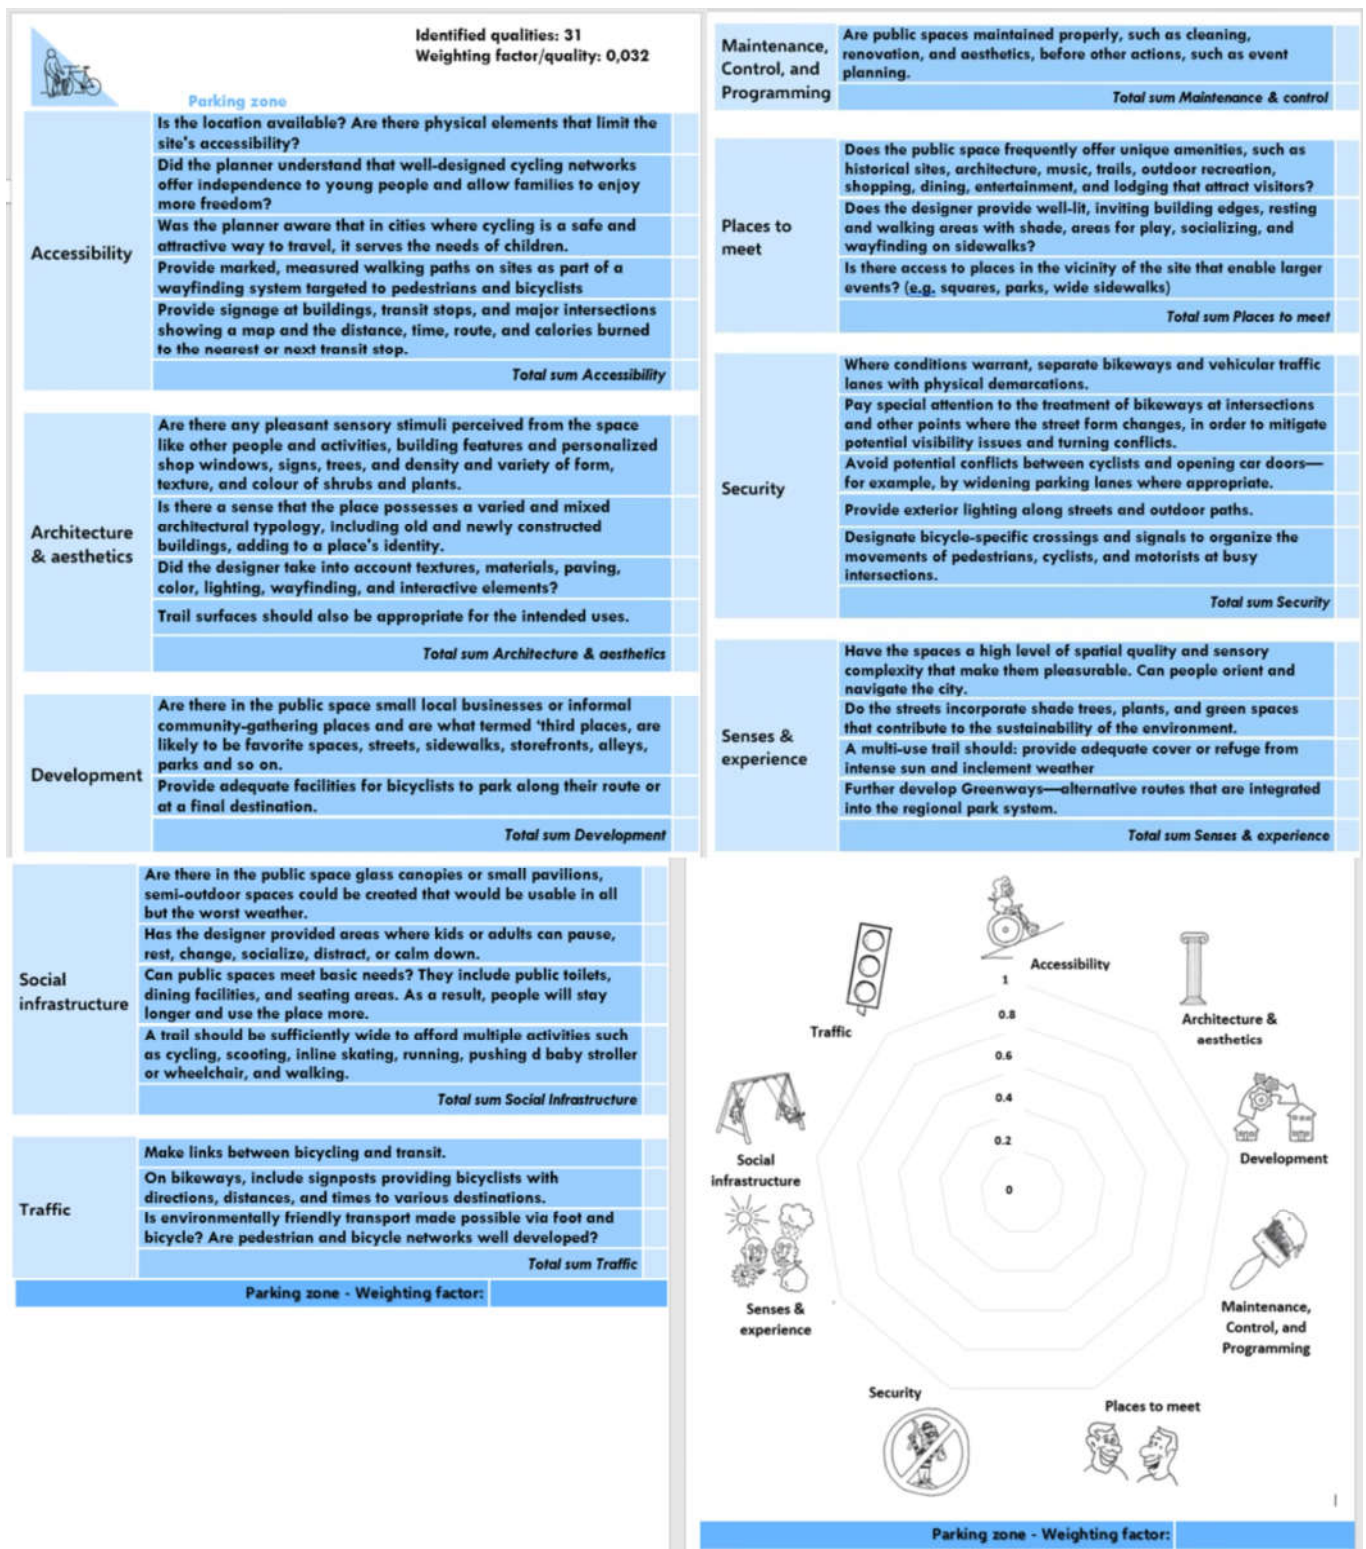 Identified qualities: 31
Weighting factor/quality: 0,032
Parking zone
Accessibility
Is the location available? Are there physical elements that limit the
site's accessibility?
Did the planner understand that well-designed cycling networks
offer independence to young people and allow families to enjoy
more freedom?
Was the planner aware that in cities where cycling is a safe and
attractive way to travel, it serves the needs of children.
Provide marked, measured walking paths on sites as part of a
wayfinding system targeted to pedestrians and bicyclists
Provide signage at buildings, transit stops, and major intersections
showing a map and the distance, time, route, and calories burned
to the nearest or next transit stop.
Total sum Accessibility
Architecture
& aesthetics
Are there any pleasant sensory stimuli perceived from the space
like other people and activities, building features and personalized
shop windows, signs, trees, and density and variety of form,
texture, and colour of shrubs and plants.
Is there a sense that the place possesses a varied and mixed
architectural typology, including old and newly constructed
buildings, adding to a place's identity.
Did the designer take into account textures, materials, paving,
color, lighting, wayfinding, and interactive elements?
Trail surfaces should also be appropriate for the intended uses.
Total sum Architecture & aesthetics
Development
Are there in the public space small local businesses or informal
community-gathering places and are what termed 'third places, are
likely to be favorite spaces, streets, sidewalks, storefronts, alleys,
parks and so on.
Provide adequate facilities for bicyclists to park along their route or
at a final destination.
Total sum Development
Maintenance,
Control, and
Programming
Are public spaces maintained properly, such as cleaning,
renovation, and aesthetics, before other actions, such as event
planning.
Total sum Maintenance & control
Places to
meet
Does the public space frequently offer unique amenities, such as
historical sites, architecture, music, trails, outdoor recreation,
shopping, dining, entertainment, and lodging that attract visitors?
Does the designer provide well-lit, inviting building edges, resting
and walking areas with shade, areas for play, socializing, and
wayfinding on sidewalks?
Is there access to places in the vicinity of the site that enable larger
events? (e.g. squares, parks, wide sidewalks)
Total sum Places to meet
Security
Where conditions warrant, separate bikeways and vehicular traffic
lanes with physical demarcations.
Pay special attention to the treatment of bikeways at intersections
and other points where the street form changes, in order to mitigate
potential visibility issues and turning conflicts.
Avoid potential conflicts between cyclists and opening car doors—
for example, by widening parking lanes where appropriate.
Provide exterior lighting along streets and outdoor paths.
Designate bicycle-specific crossings and signals to organize the
movements of pedestrians, cyclists, and motorists at busy
intersections.
Total sum Security
Senses &
experience
Have the spaces a high level of spatial quality and sensory
complexity that make them pleasurable. Can people orient and
navigate the city.
Do the streets incorporate shade trees, plants, and green spaces
that contribute to the sustainability of the environment.
A multi-use trail should: provide adequate cover or refuge from
intense sun and inclement weather
Further develop Greenways—alternative routes that are integrated
into the regional park system.
Total sum Senses & experience
Social
infrastructure
Are there in the public space glass canopies or small pavilions,
semi-outdoor spaces could be created that would be usable in all
but the worst weather.
Has the designer provided areas where kids or adults can pause,
rest, change, socialize, distract, or calm down.
Can public spaces meet basic needs? They include public toilets,
dining facilities, and seating areas. As a result, people will stay
longer and use the place more.
A trail should be sufficiently wide to afford multiple activities such
as cycling, scooting, inline skating, running, pushing d baby stroller
or wheelchair, and walking.
Total sum Social Infrastructure
Traffic
Make links between bicycling and transit.
On bikeways, include signposts providing bicyclists with
directions, distances, and times to various destinations.
Is environmentally friendly transport made possible via foot and
bicycle? Are pedestrian and bicycle networks well developed?
Total sum Traffic
Parking zone - Weighting factor:
Accessibility
1
0.8
0.6
0.4
0.2
0
Architecture &
aesthetics
Development
Maintenance,
Control, and
Programming
Places to meet
Security
Senses &
experience
Social
infrastructure
Traffic
Parking zone - Weighting factor: